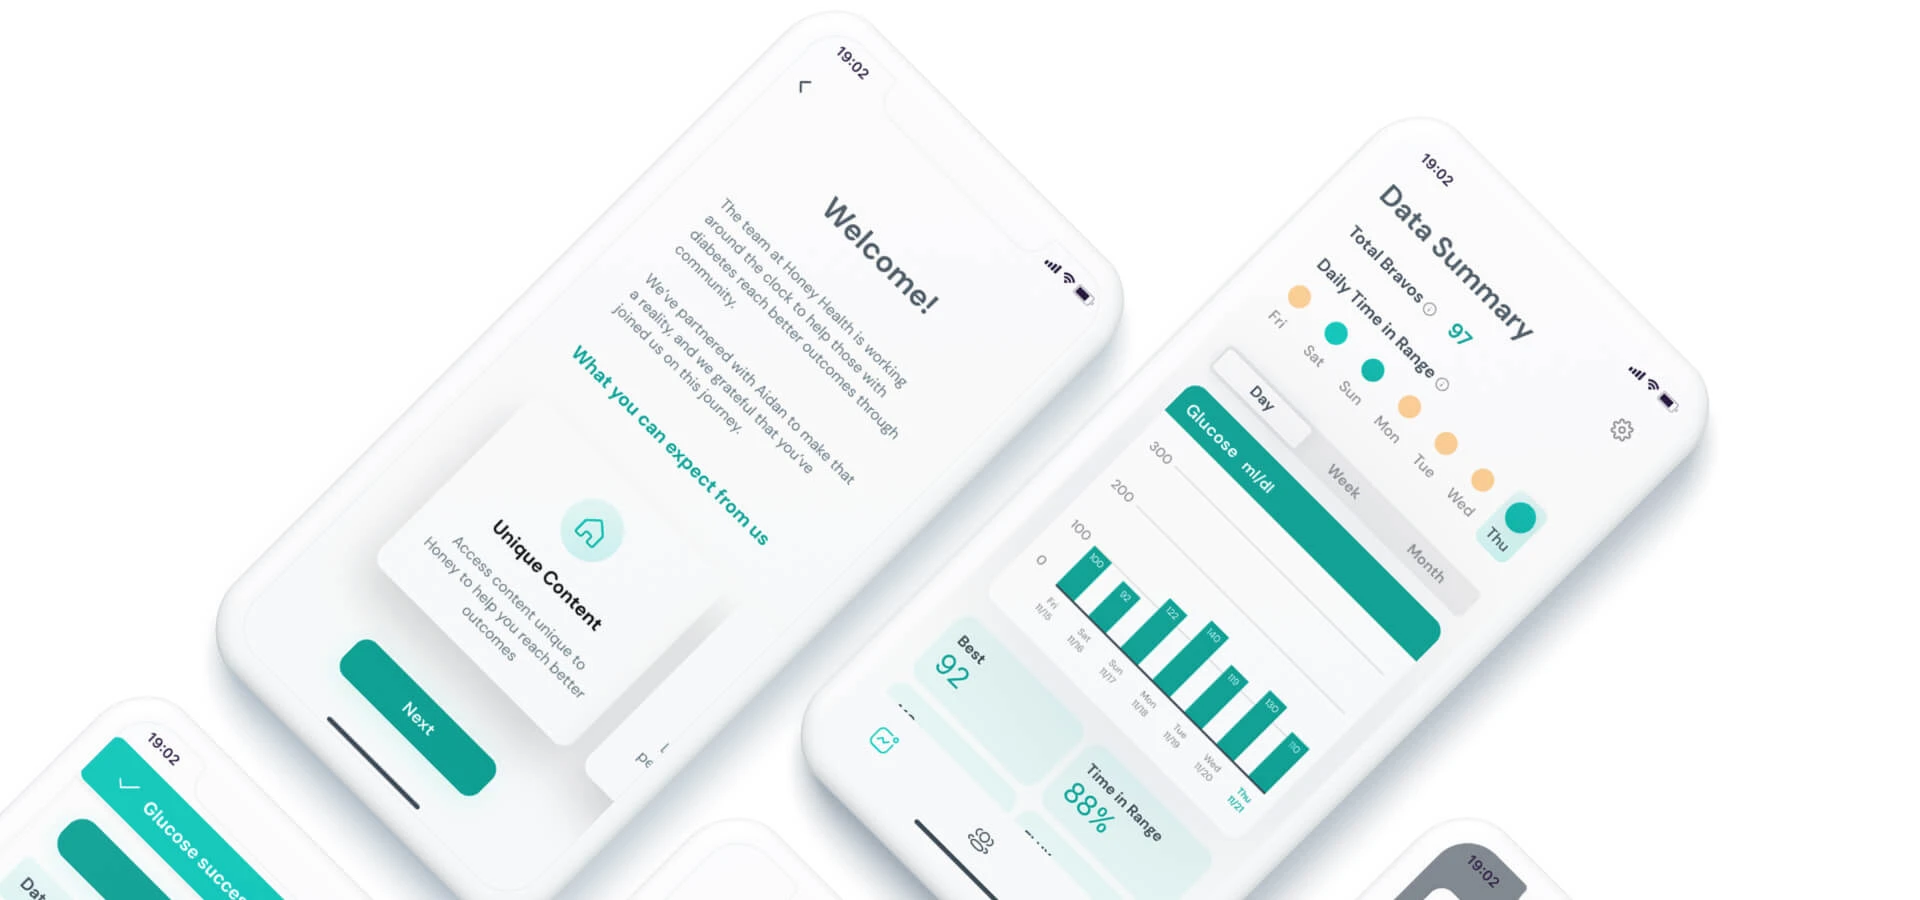 19:02
Welcome!
The team at Honey Health is working
around the clock to help those with
diabetes reach better outcomes through
community.
We've partnered with Aidan to make that
a reality, and we grateful that you've
joined us on this journey.
What you can expect from us
Unique Content
Access content unique to
Honey to help you reach better
outcomes
Next
19:02
Data Summary
Total Bravos 97
Daily Time in Range
Fri Sat Sun Mon Tue Wed Thu
Day Week Month
Glucose ml/dl
300
200
100
0
100 92 122 140 119 130 110
Fri Sat Sun Mon Tue Wed Thu
11/15 11/16 11/17 11/18 11/19 11/20 11/21
Best
92
Time in Range
88%
19:02
Glucose
19:02